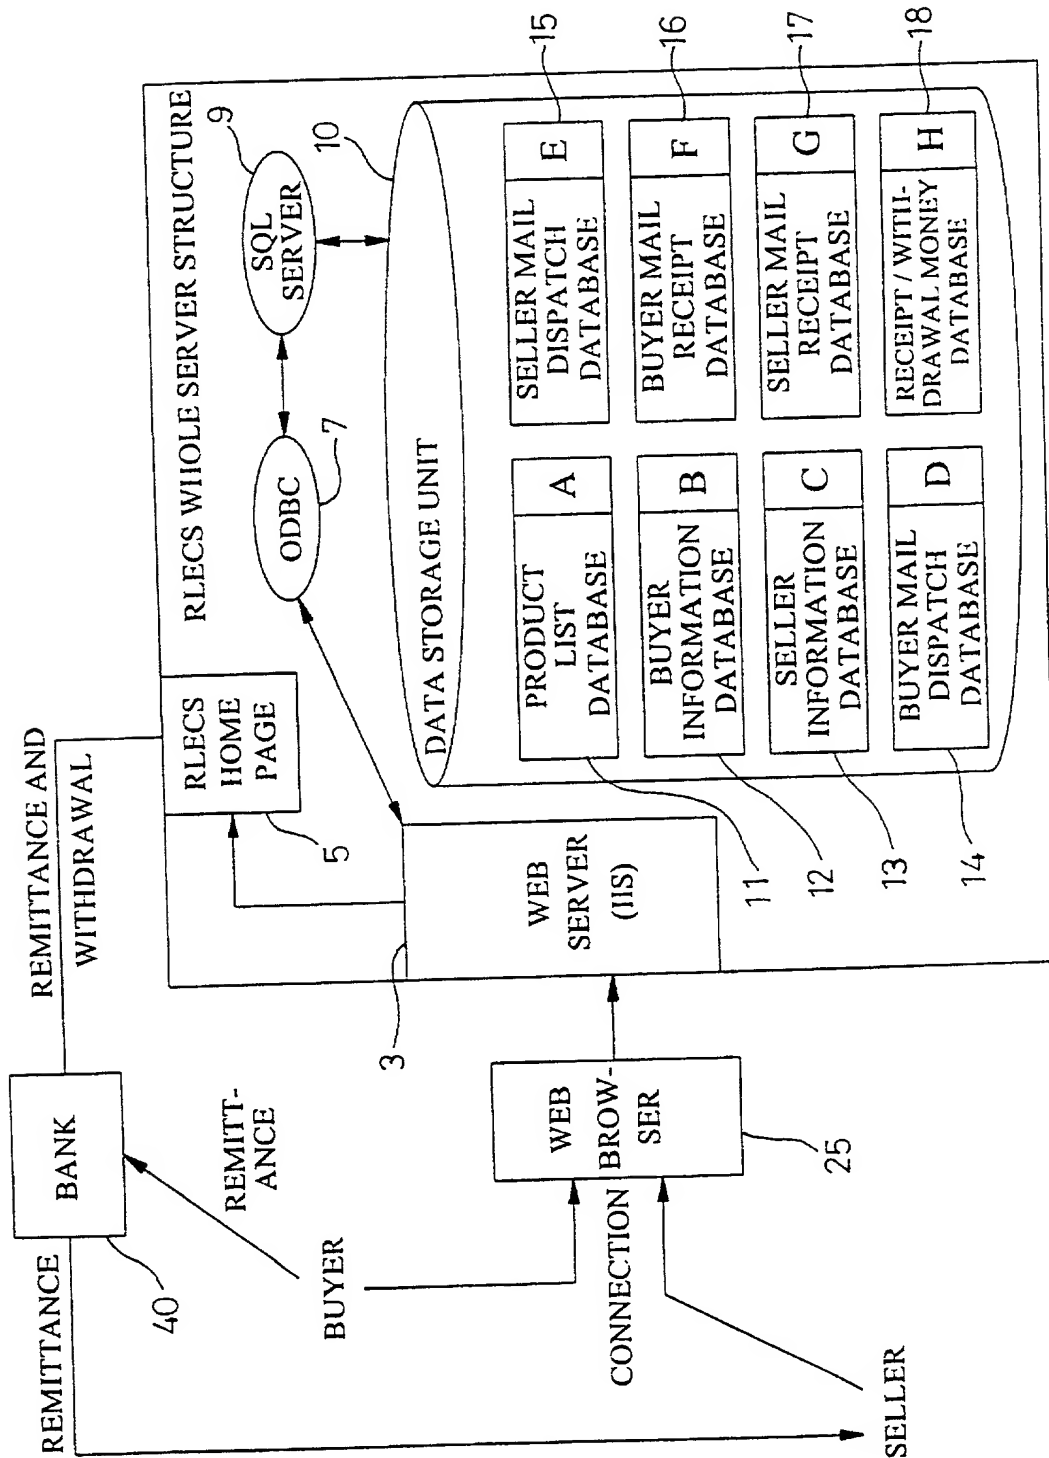 REMITTANCE
BANK
40
REMITTANCE AND
WITHDRAWAL
REMITT-
ANCE
BUYER
SELLER
CONNECTION
WEB
BROW-
SER
25
RLECS WHOLE SERVER STRUCTURE
RLECS
HOME
PAGE
5
3
WEB
SERVER
(IIS)
ODBC
7
SQL
SERVER
9
10
DATA STORAGE UNIT
PRODUCT
LIST
DATABASE
A
11
BUYER
INFORMATION
DATABASE
B
12
SELLER
INFORMATION
DATABASE
C
13
BUYER MAIL
DISPATCH
DATABASE
D
14
SELLER MAIL
DISPATCH
DATABASE
E
15
BUYER MAIL
RECEIPT
DATABASE
F
16
SELLER MAIL
RECEIPT
DATABASE
G
17
RECEIPT / WITH-
DRAWAL MONEY
DATABASE
H
18